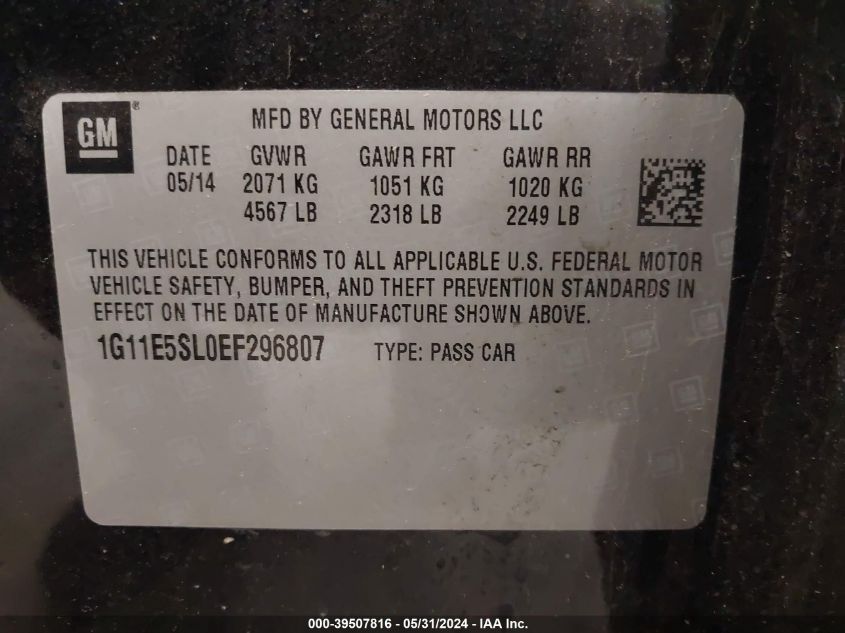 GM ®
MFD BY GENERAL MOTORS LLC
DATE GVWR GAWR FRT GAWR RR
05/14 2071 KG 1051 KG 1020 KG
4567 LB 2318 LB 2249 LB
THIS VEHICLE CONFORMS TO ALL APPLICABLE U.S. FEDERAL MOTOR
VEHICLE SAFETY, BUMPER, AND THEFT PREVENTION STANDARDS IN
EFFECT ON THE DATE OF MANUFACTURE SHOWN ABOVE.
1G11E5SL0EF296807 TYPE: PASS CAR
000-39507816 - 05/31/2024 - IAA Inc.